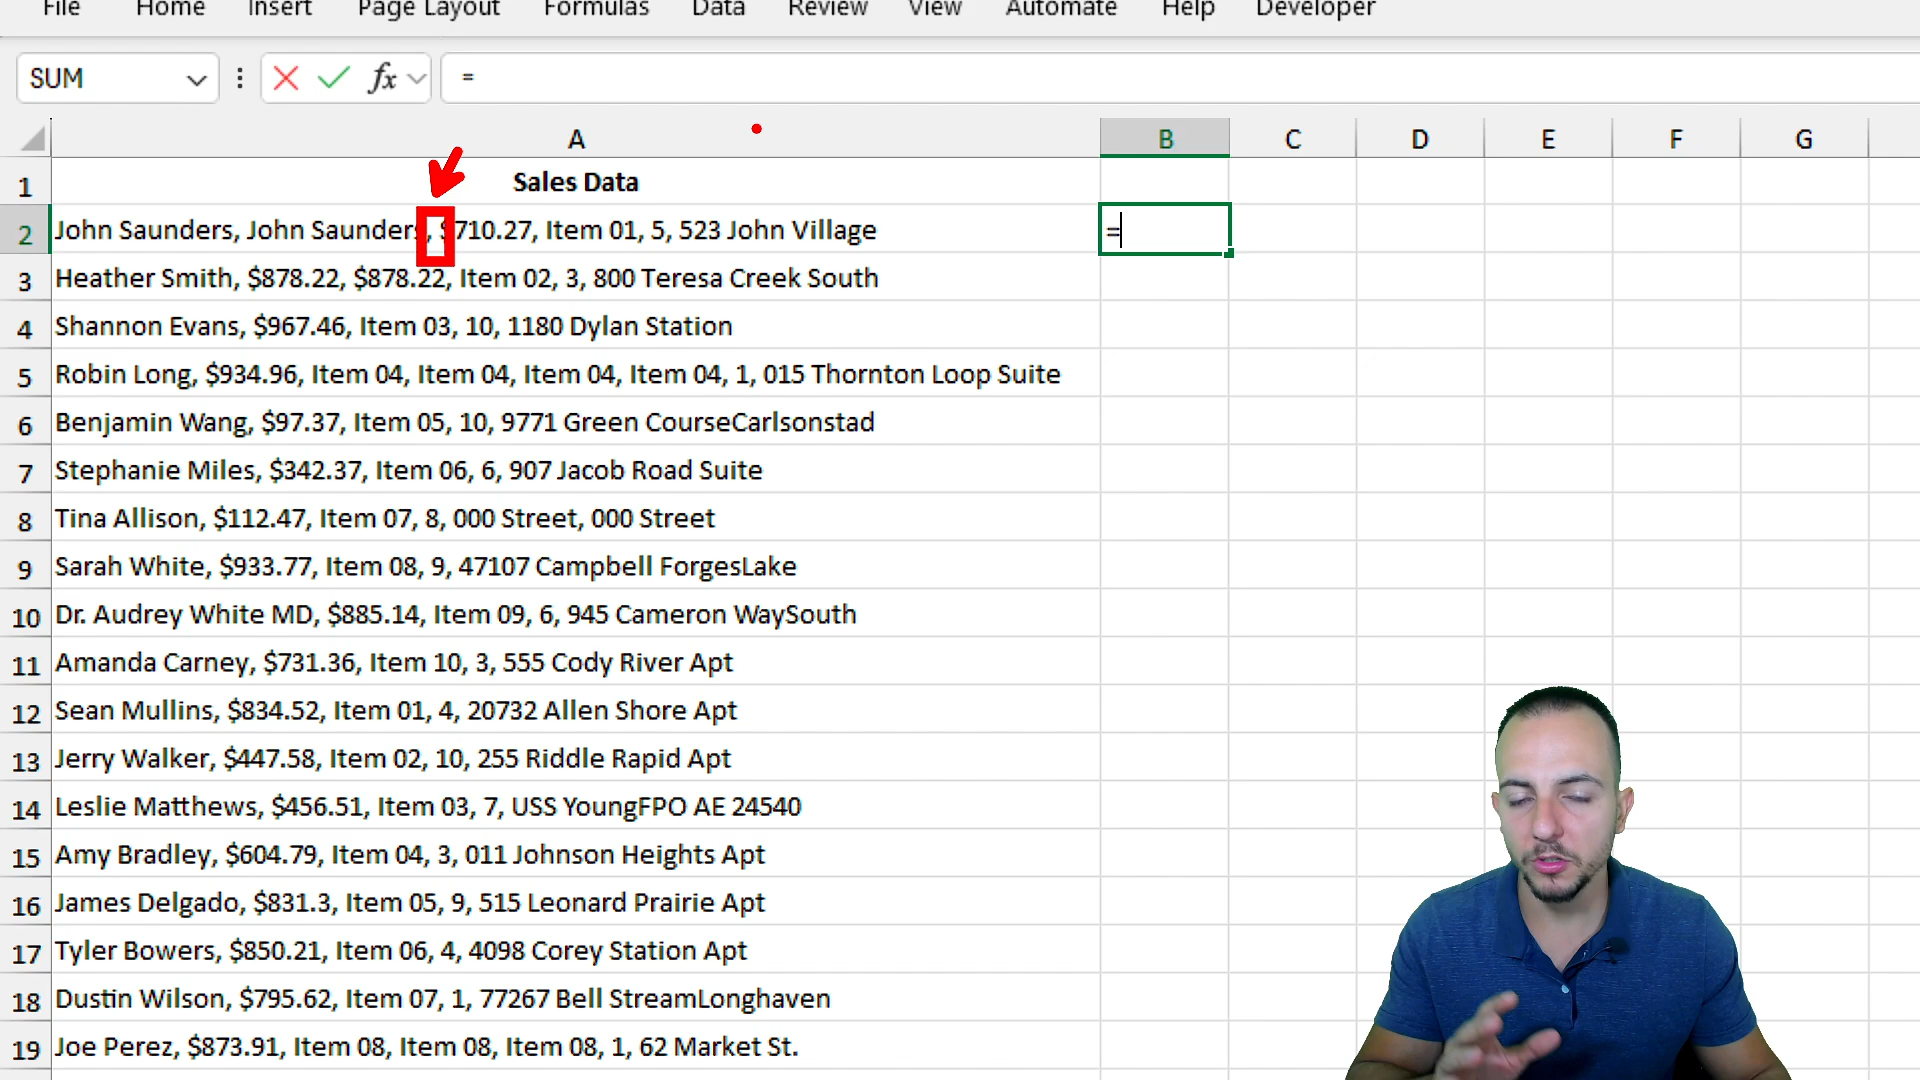 File Home Insert Page Layout Formulas Data Review View Automate Help Developer
SUM fx =
A B C D E F G
1 Sales Data
2 John Saunders, John Saunders, $710.27, Item 01, 5, 523 John Village =
3 Heather Smith, $878.22, $878.22, Item 02, 3, 800 Teresa Creek South
4 Shannon Evans, $967.46, Item 03, 10, 1180 Dylan Station
5 Robin Long, $934.96, Item 04, Item 04, Item 04, Item 04, 1, 015 Thornton Loop Suite
6 Benjamin Wang, $97.37, Item 05, 10, 9771 Green CourseCarlsonstad
7 Stephanie Miles, $342.37, Item 06, 6, 907 Jacob Road Suite
8 Tina Allison, $112.47, Item 07, 8, 000 Street, 000 Street
9 Sarah White, $933.77, Item 08, 9, 47107 Campbell ForgesLake
10 Dr. Audrey White MD, $885.14, Item 09, 6, 945 Cameron WaySouth
11 Amanda Carney, $731.36, Item 10, 3, 555 Cody River Apt
12 Sean Mullins, $834.52, Item 01, 4, 20732 Allen Shore Apt
13 Jerry Walker, $447.58, Item 02, 10, 255 Riddle Rapid Apt
14 Leslie Matthews, $456.51, Item 03, 7, USS YoungFPO AE 24540
15 Amy Bradley, $604.79, Item 04, 3, 011 Johnson Heights Apt
16 James Delgado, $831.3, Item 05, 9, 515 Leonard Prairie Apt
17 Tyler Bowers, $850.21, Item 06, 4, 4098 Corey Station Apt
18 Dustin Wilson, $795.62, Item 07, 1, 77267 Bell StreamLonghaven
19 Joe Perez, $873.91, Item 08, Item 08, Item 08, 1, 62 Market St.